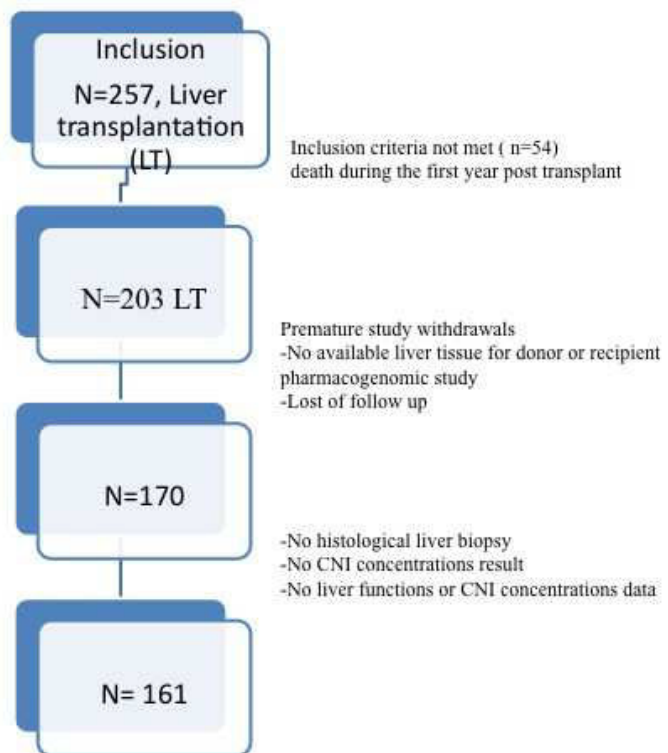 Inclusion
N=257, Liver
transplantation
(LT)
Inclusion criteria not met ( n=54)
death during the first year post transplant
N=203 LT
Premature study withdrawals
-No available liver tissue for donor or recipient
pharmacogenomic study
-Lost of follow up
N=170
-No histological liver biopsy
-No CNI concentrations result
-No liver functions or CNI concentrations data
N= 161